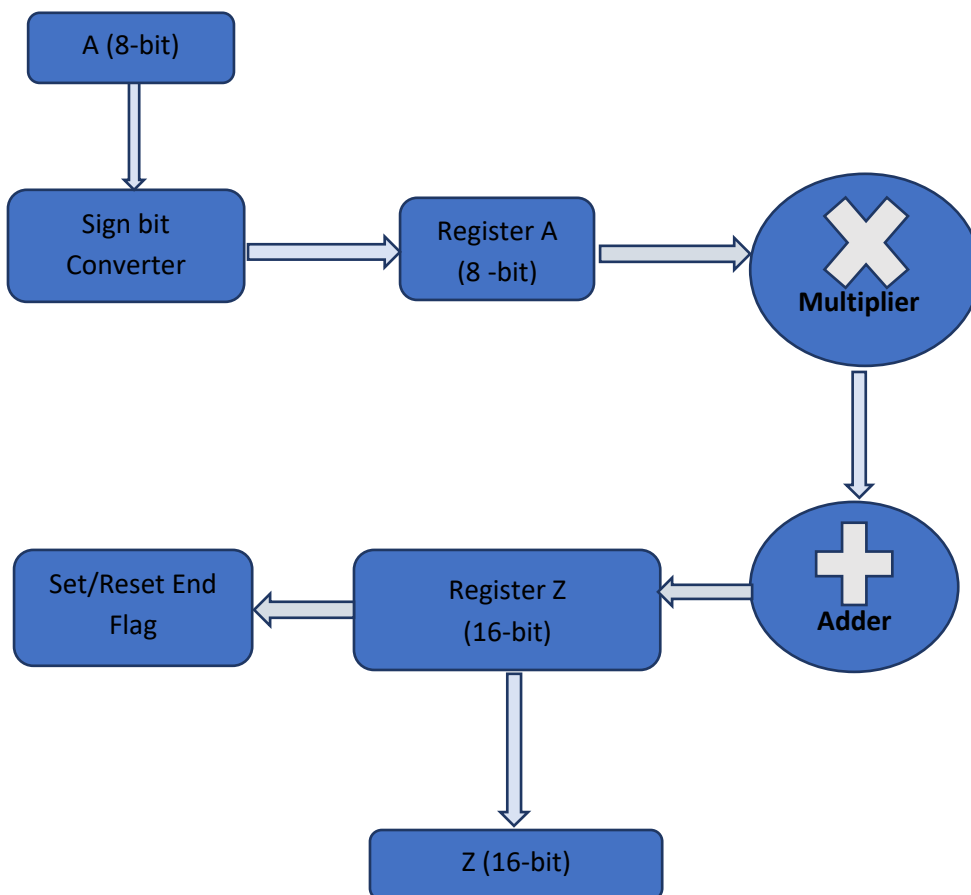 A (8-bit)
Sign bit
Converter
Register A
(8 -bit)
Multiplier
Set/Reset End
Flag
Register Z
(16-bit)
Adder
Z (16-bit)